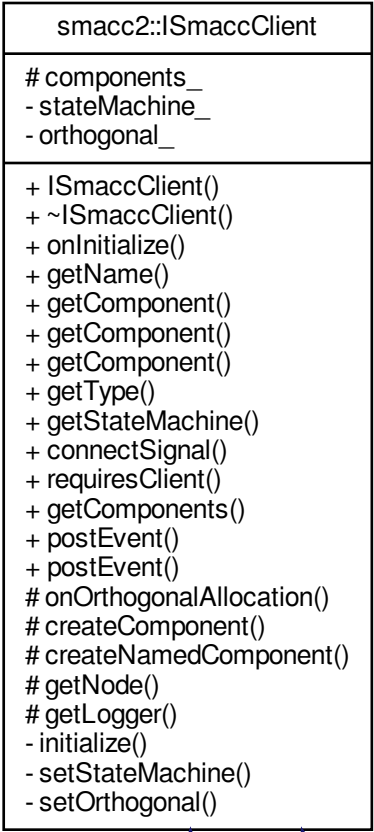 smacc2::ISmaccClient
# components_
- stateMachine_
- orthogonal_
+ ISmaccClient()
+ ~ISmaccClient()
+ onInitialize()
+ getName()
+ getComponent()
+ getComponent()
+ getComponent()
+ getType()
+ getStateMachine()
+ connectSignal()
+ requiresClient()
+ getComponents()
+ postEvent()
+ postEvent()
# onOrthogonalAllocation()
# createComponent()
# createNamedComponent()
# getNode()
# getLogger()
- initialize()
- setStateMachine()
- setOrthogonal()